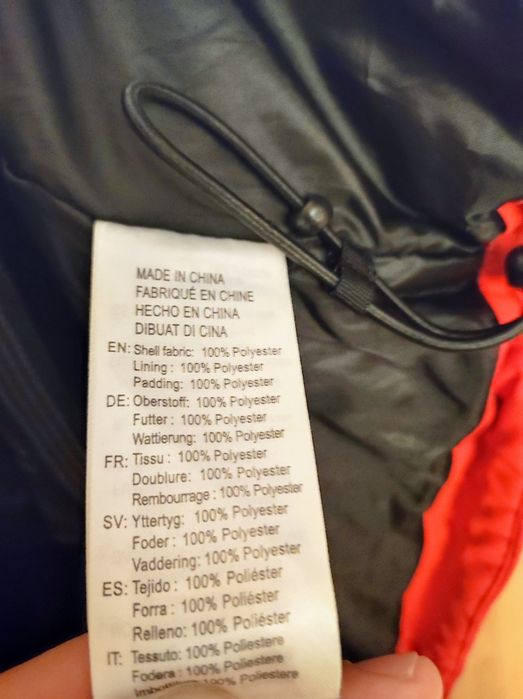 MADE IN CHINA
FABRIQUÉ EN CHINE
HECHO EN CHINA
DIBUAT DI CINA
EN: Shell fabric: 100% Polyester
Lining : 100% Polyester
Padding: 100% Polyester
DE: Oberstoff: 100% Polyester
Futter : 100% Polyester
Wattierung: 100% Polyester
FR: Tissu : 100% Polyester
Doublure: 100% Polyester
Rembourrage : 100% Polyester
SV: Yttertyg: 100% Polyester
Foder : 100% Polyester
Vaddering: 100% Polyester
ES: Tejido : 100% Poliéster
Forra : 100% Poliéster
Relleno: 100% Poliéster
IT: Tessuto: 100% Poliestere
Fodera : 100% Poliestere
100% Poliestere